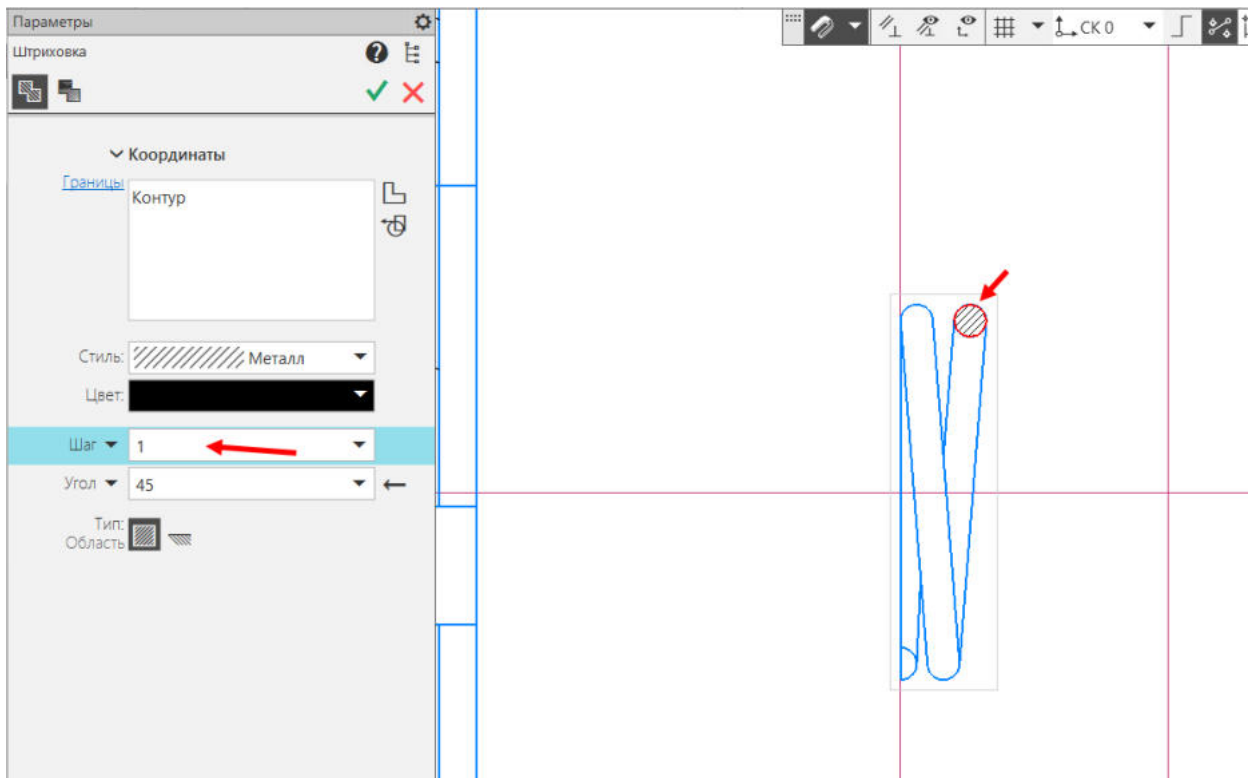 Параметры
Штриховка
Координаты
Границы
Контур
Стиль: Металл
Цвет:
Шаг 1
Угол 45
Тип:
Область
СК 0